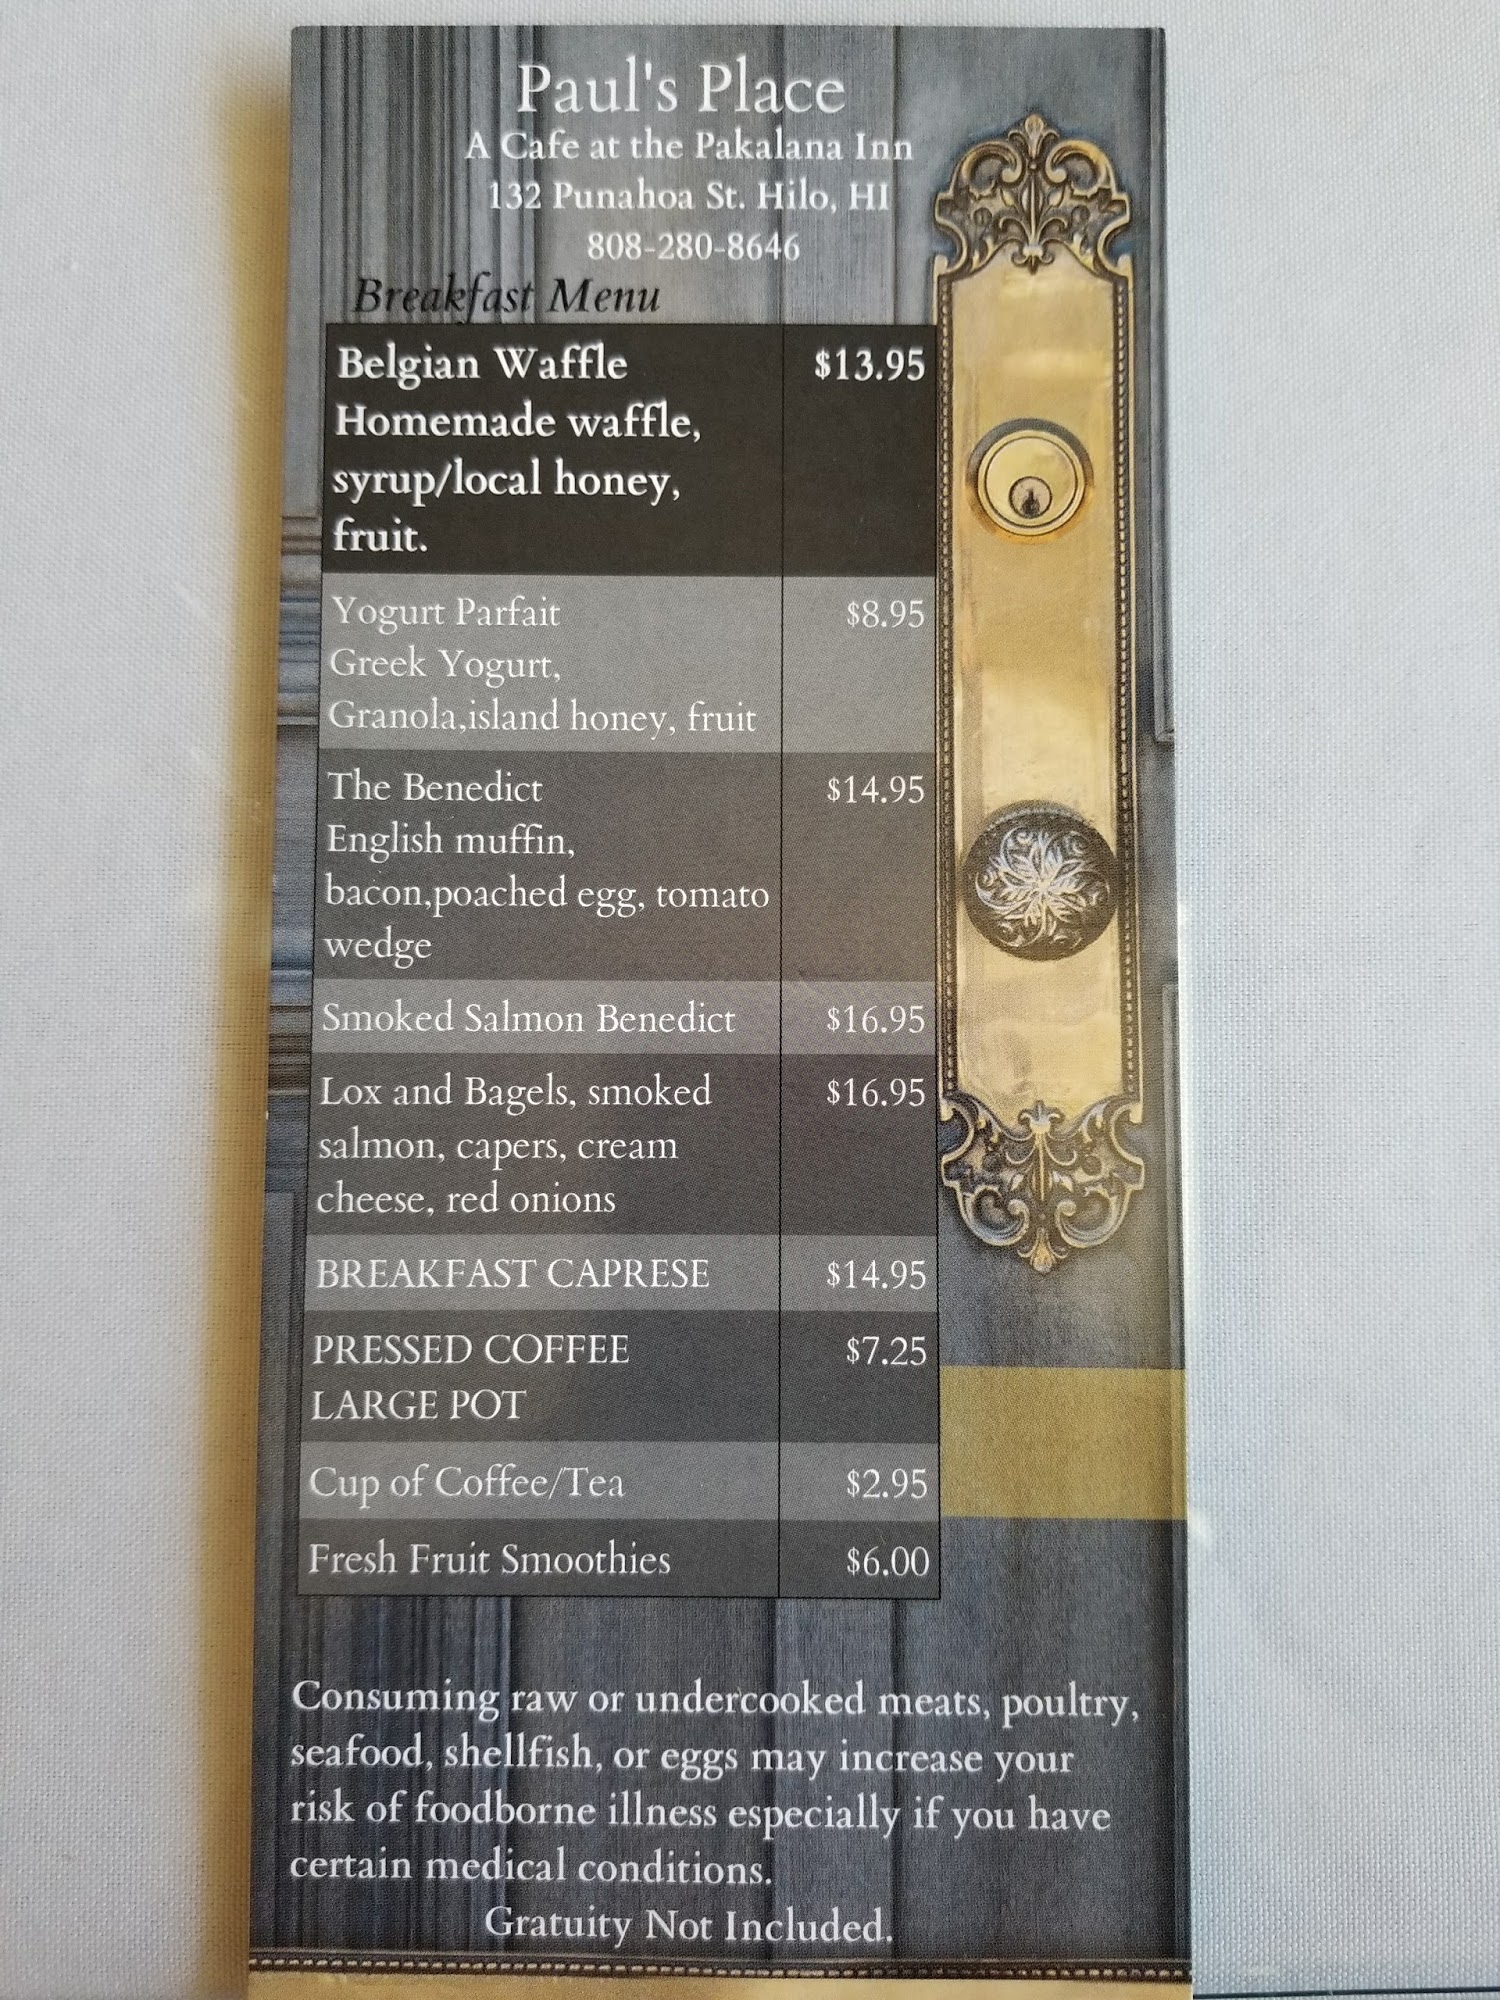 Paul's Place
A Cafe at the Pakalana Inn
132 Punahoa St. Hilo, HI
808-280-8646
Breakfast Menu
Belgian Waffle $13.95
Homemade waffle,
syrup/local honey,
fruit.
Yogurt Parfait $8.95
Greek Yogurt,
Granola,island honey, fruit
The Benedict $14.95
English muffin,
bacon,poached egg, tomato
wedge
Smoked Salmon Benedict $16.95
Lox and Bagels, smoked $16.95
salmon, capers, cream
cheese, red onions
BREAKFAST CAPRESE $14.95
PRESSED COFFEE $7.25
LARGE POT
Cup of Coffee/Tea $2.95
Fresh Fruit Smoothies $6.00
Consuming raw or undercooked meats, poultry,
seafood, shellfish, or eggs may increase your
risk of foodborne illness especially if you have
certain medical conditions.
Gratuity Not Included.